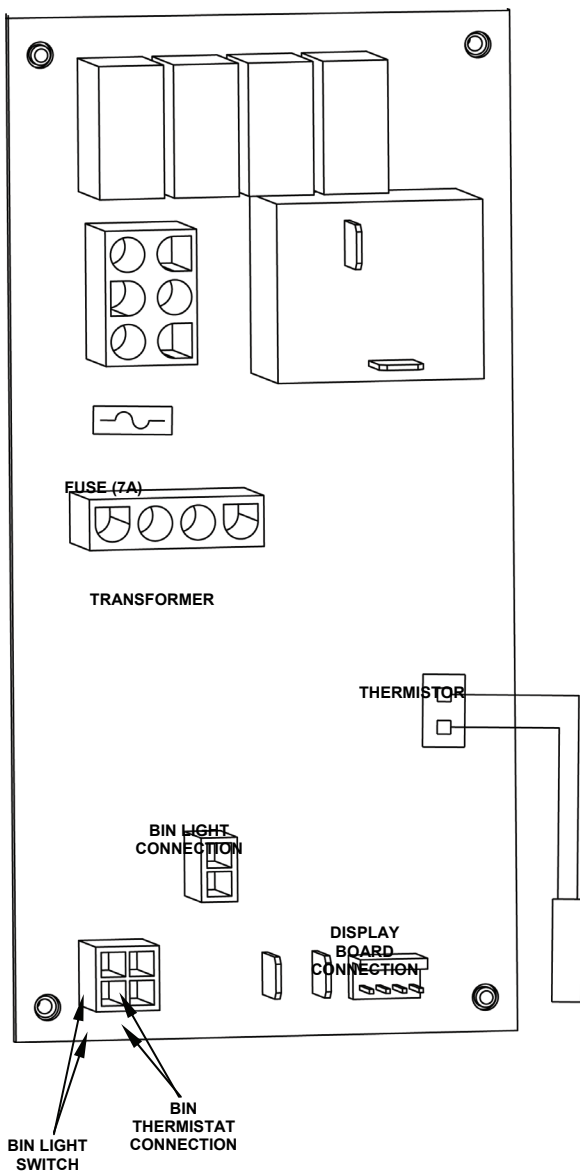 FUSE (7A)
TRANSFORMER
THERMISTOR
BIN LIGHT
CONNECTION
DISPLAY
BOARD
CONNECTION
BIN
THERMISTAT
CONNECTION
BIN LIGHT
SWITCH